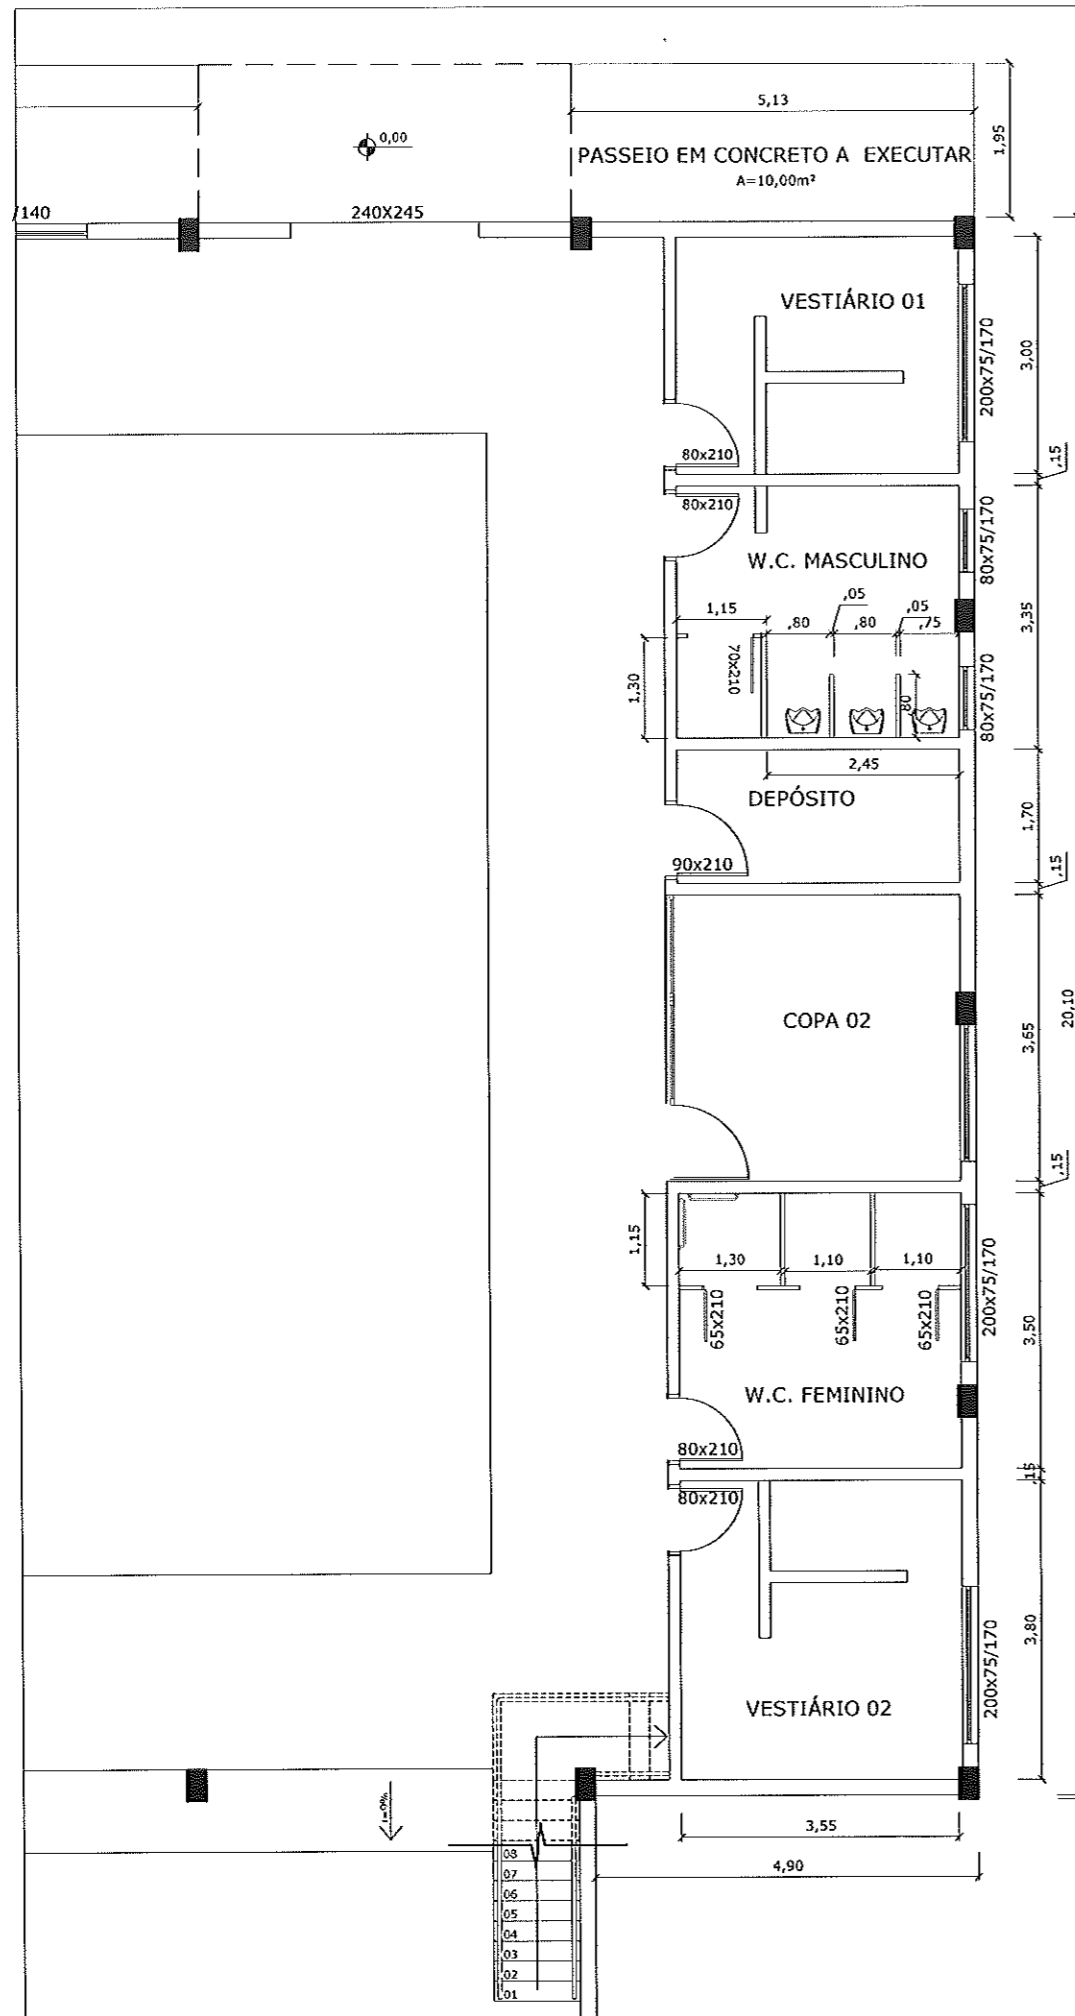 5,13
1,95
0,00
PASSEIO EM CONCRETO A EXECUTAR
A=10,00m²
/140
240X245
VESTIÁRIO 01
200x75/170
3,00
80x210
,15
80x210
80x75/170
W.C. MASCULINO
,05
,05
1,15
,80
,80
,75
3,35
70x210
1,30
,80
80x75/170
2,45
DEPÓSITO
1,70
90x210
,15
20,10
COPA 02
3,65
,15
1,15
1,30
1,10
1,10
65x210
65x210
65x210
200x75/170
3,50
W.C. FEMININO
80x210
,15
80x210
200x75/170
3,80
VESTIÁRIO 02
3,55
4,90
08
07
06
05
04
03
02
01